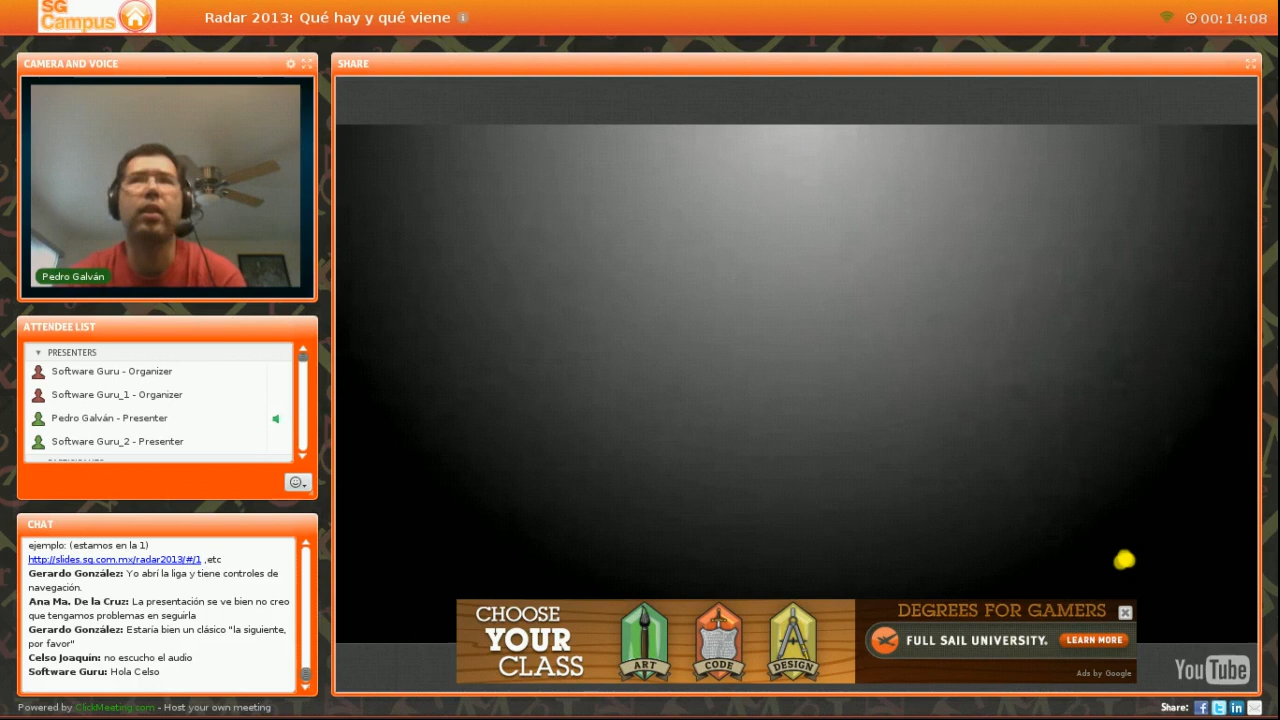 SG
Campus
Radar 2013: Qué hay y qué viene
00:14:08
CAMERA AND VOICE
Pedro Galván
ATTENDEE LIST
PRESENTERS
Software Guru - Organizer
Software Guru_1 - Organizer
Pedro Galván - Presenter
Software Guru_2 - Presenter
CHAT
ejemplo: (estamos en la 1)
http://slides.sg.com.mx/radar2013/#/1 ,etc
Gerardo González: Yo abrí la liga y tiene controles de
navegación.
Ana Ma. De la Cruz: La presentación se ve bien no creo
que tengamos problemas en seguirla
Gerardo González: Estaría bien un clásico "la siguiente,
por favor"
Celso Joaquin: no escucho el audio
Software Guru: Hola Celso
SHARE
CHOOSE
YOUR
CLASS
ART
CODE
DESIGN
DEGREES FOR GAMERS
FULL SAIL UNIVERSITY.
LEARN MORE
Ads by Google
YouTube
Powered by ClickMeeting.com - Host your own meeting
Share: